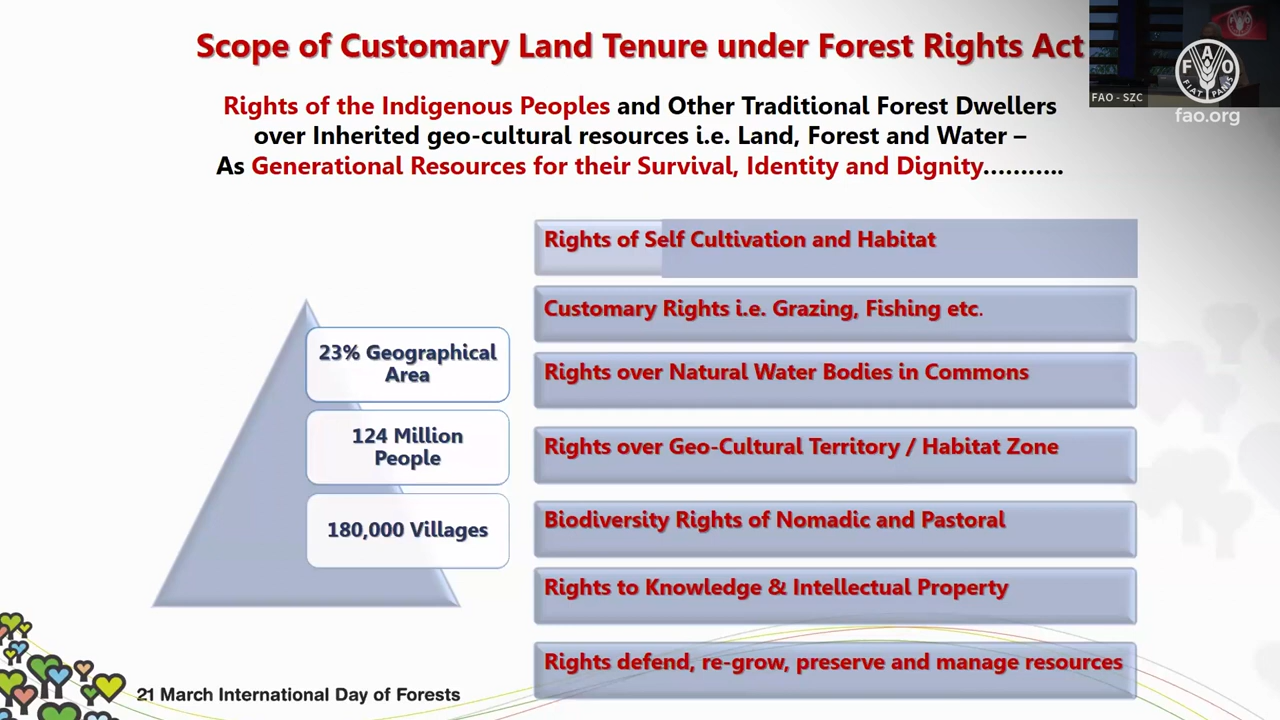 Scope of Customary Land Tenure under Forest Rights Act
FAO
FIAT PANIS
FAO - SZC
fao.org
Rights of the Indigenous Peoples and Other Traditional Forest Dwellers
over Inherited geo-cultural resources i.e. Land, Forest and Water –
As Generational Resources for their Survival, Identity and Dignity………..
23% Geographical
Area
124 Million
People
180,000 Villages
Rights of Self Cultivation and Habitat
Customary Rights i.e. Grazing, Fishing etc.
Rights over Natural Water Bodies in Commons
Rights over Geo-Cultural Territory / Habitat Zone
Biodiversity Rights of Nomadic and Pastoral
Rights to Knowledge & Intellectual Property
Rights defend, re-grow, preserve and manage resources
21 March International Day of Forests